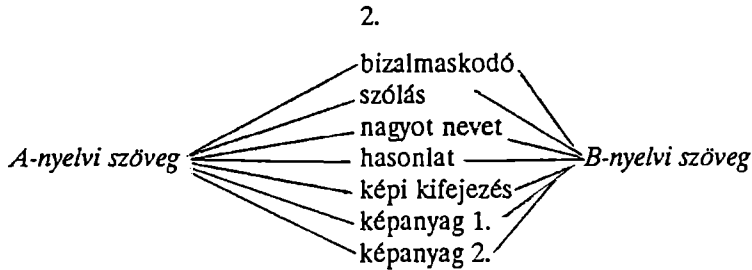 2.
bizalmaskodó
szólás
nagyot nevet
A-nyelvi szöveg hasonlat B-nyelvi szöveg
képi kifejezés
képanyag 1.
képanyag 2.